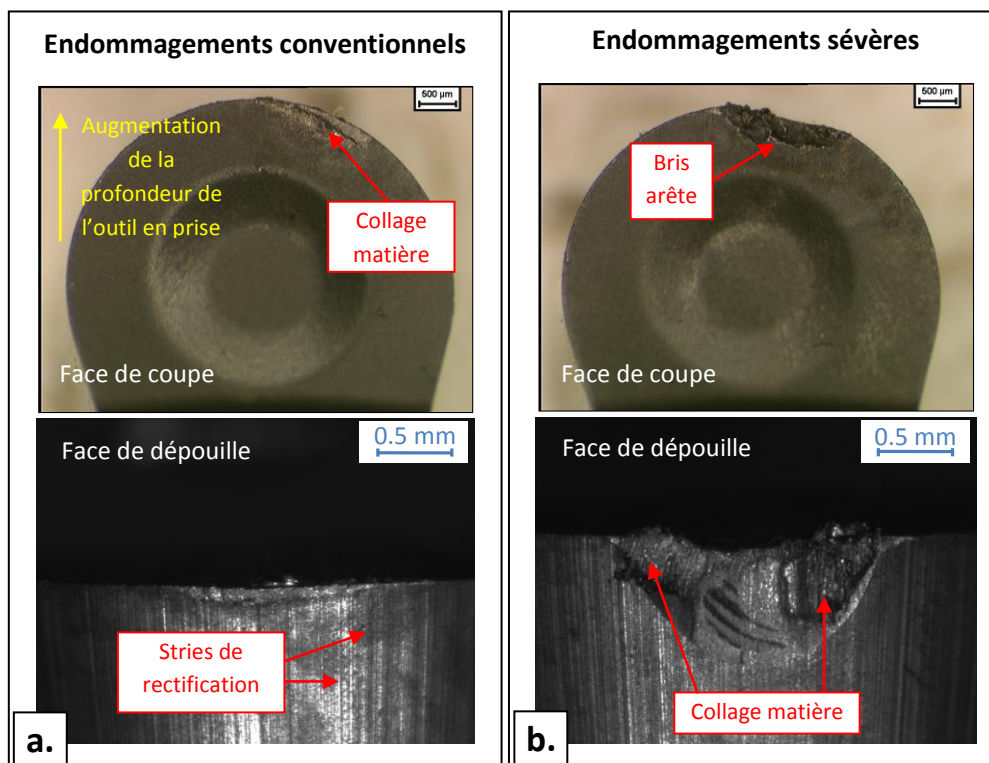 Endommagements conventionnels
500 µm
Augmentation
de la
profondeur de
l'outil en prise
Collage
matière
Face de coupe
Face de dépouille
0.5 mm
Stries de
rectification
a.
Endommagements sévères
500 µm
Bris
arête
Face de coupe
Face de dépouille
0.5 mm
Collage matière
b.